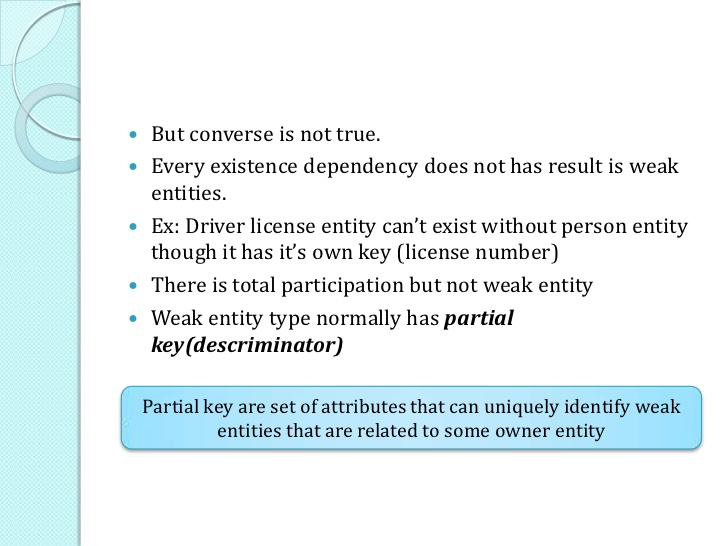 But converse is not true.
Every existence dependency does not has result is weak
entities.
Ex: Driver license entity can’t exist without person entity
though it has it’s own key (license number)
There is total participation but not weak entity
Weak entity type normally has partial
key(descriminator)
Partial key are set of attributes that can uniquely identify weak
entities that are related to some owner entity